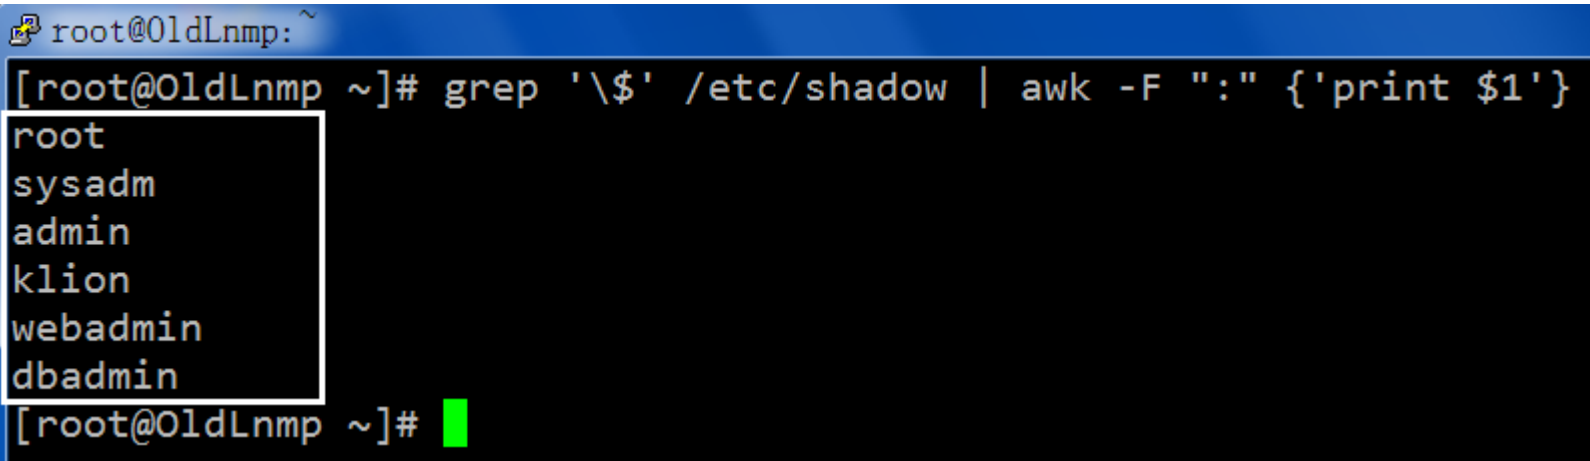 root@OldLnmp:~
[root@OldLnmp ~]# grep '\$' /etc/shadow | awk -F ":" {'print $1'}
root
sysadm
admin
klion
webadmin
dbadmin
[root@OldLnmp ~]#